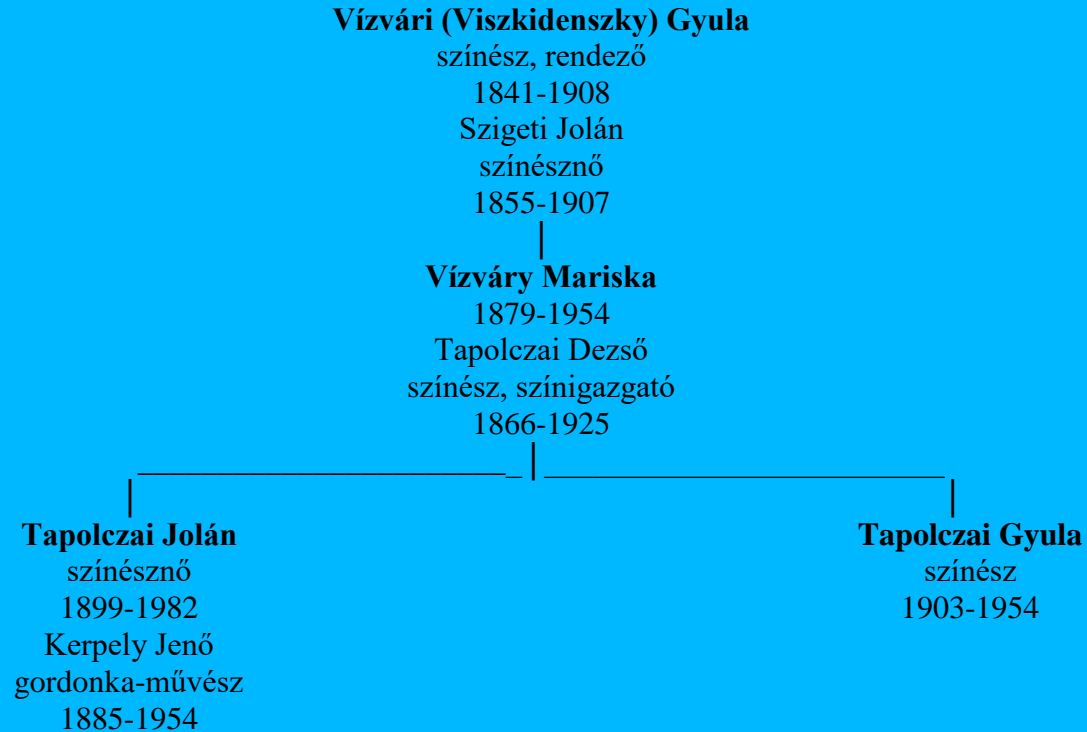 Vízvári (Viszkidenszky) Gyula
színész, rendező
1841-1908
Szigeti Jolán
színésznő
1855-1907
Vízváry Mariska
1879-1954
Tapolczai Dezső
színész, színigazgató
1866-1925
Tapolczai Jolán
színésznő
1899-1982
Kerpely Jenő
gordonka-művész
1885-1954
Tapolczai Gyula
színész
1903-1954